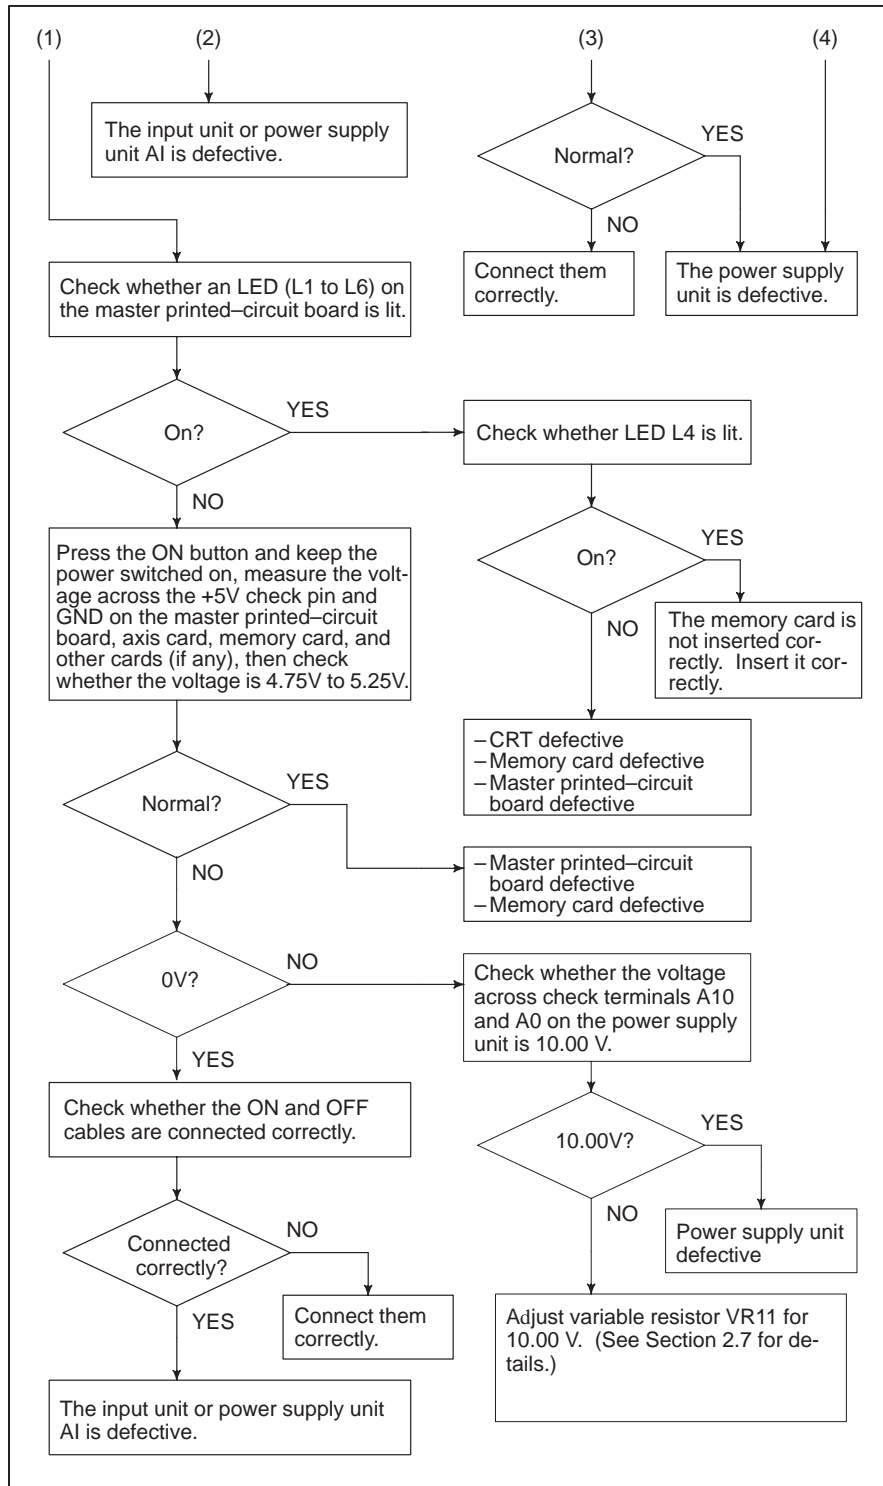 (1)
(2)
(3)
(4)
The input unit or power supply
unit AI is defective.
Normal?
YES
NO
Connect them
correctly.
The power supply
unit is defective.
Check whether an LED (L1 to L6) on
the master printed–circuit board is lit.
On?
YES
NO
Check whether LED L4 is lit.
On?
YES
NO
The memory card is
not inserted cor-
rectly. Insert it cor-
rectly.
– CRT defective
– Memory card defective
– Master printed–circuit
board defective
Press the ON button and keep the
power switched on, measure the volt-
age across the +5V check pin and
GND on the master printed–circuit
board, axis card, memory card, and
other cards (if any), then check
whether the voltage is 4.75V to 5.25V.
Normal?
YES
NO
– Master printed–circuit
board defective
– Memory card defective
0V?
NO
YES
Check whether the voltage
across check terminals A10
and A0 on the power supply
unit is 10.00 V.
10.00V?
YES
NO
Power supply unit
defective
Adjust variable resistor VR11 for
10.00 V. (See Section 2.7 for de-
tails.)
Check whether the ON and OFF
cables are connected correctly.
Connected
correctly?
NO
YES
Connect them
correctly.
The input unit or power supply unit
AI is defective.